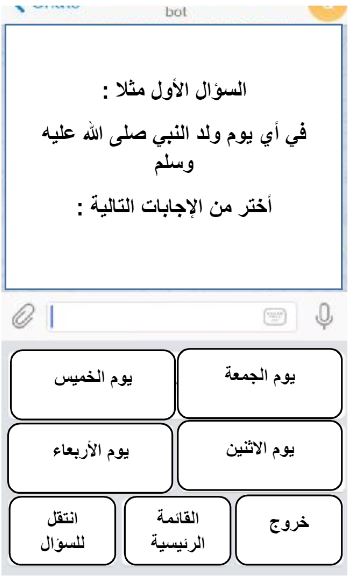 bot
السؤال الأول مثلا :
في أي يوم ولد النبي صلى الله عليه
وسلم
أختر من الإجابات التالية :
يوم الجمعة
يوم الخميس
يوم الاثنين
يوم الأربعاء
خروج
القائمة
الرئيسية
انتقل
للسؤال